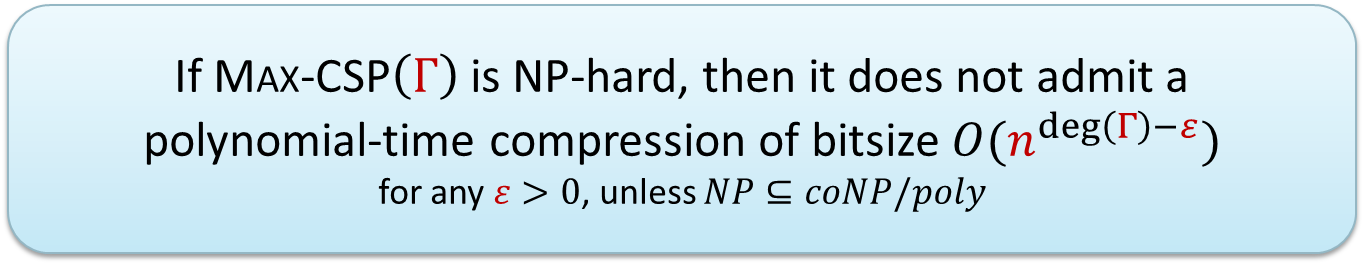 If MAX-CSP(Γ) is NP-hard, then it does not admit a
polynomial-time compression of bitsize O(n^{deg(Γ)−ε})
for any ε > 0, unless NP ⊆ coNP/poly